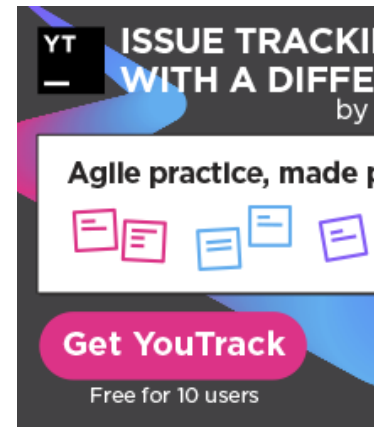 YT
ISSUE TRACKI
WITH A DIFFE
by
Agile practice, made p
Get YouTrack
Free for 10 users